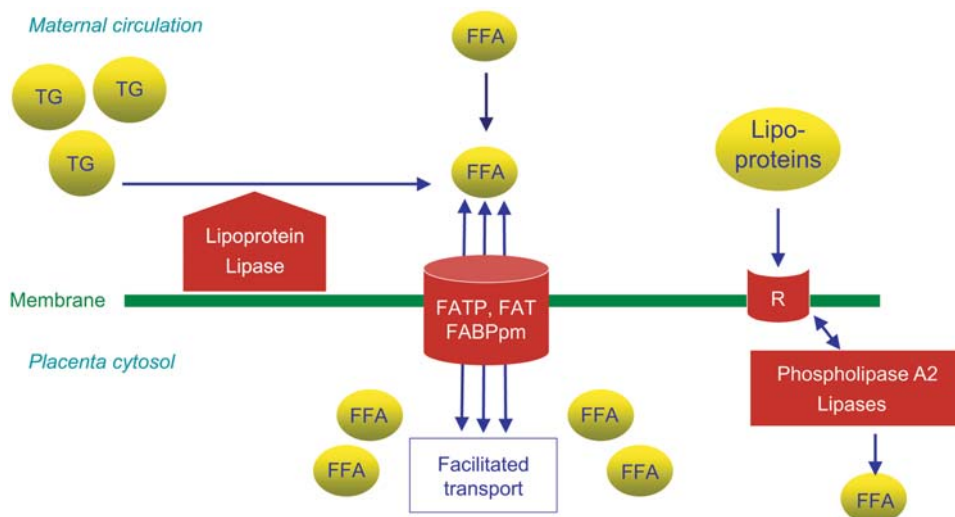 Maternal circulation
FFA
TG
TG
TG
FFA
Lipo-
proteins
Lipoprotein
Lipase
Membrane
FATP, FAT
FABPpm
R
Placenta cytosol
Phospholipase A2
Lipases
FFA
FFA
FFA
FFA
Facilitated
transport
FFA